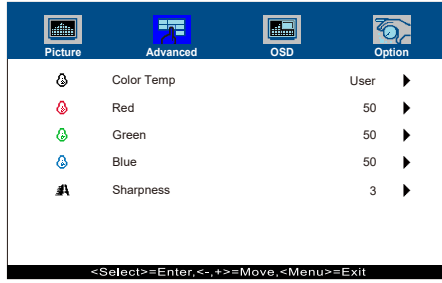 Picture Advanced OSD Option
Color Temp User
Red 50
Green 50
Blue 50
Sharpness 3
<Select>=Enter,<-,+>=Move,<Menu>=Exit